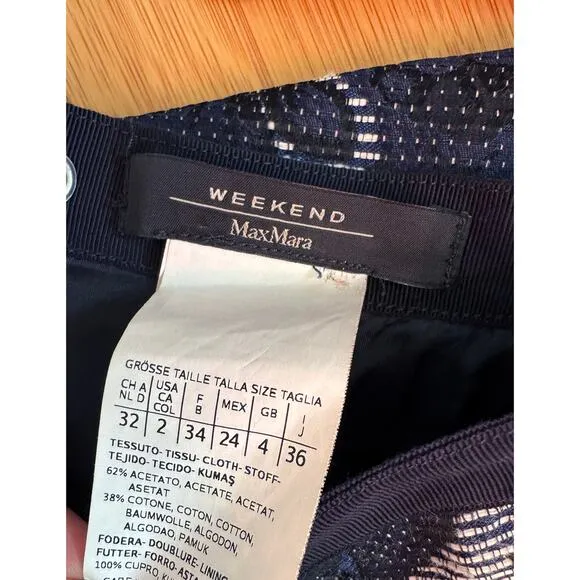 WEEKEND
MaxMara
GRÖSSE TAILLE TALLA SIZE TAGLIA
CH A NL D USA CA COL F B MEX GB I J
32 2 34 24 4 36
TESSUTO- TISSU- CLOTH- STOFF-
TEJIDO- TECIDO- KUMAŞ
62% ACETATO, ACETATE, ACETAT,
ASETAT
38% COTONE, COTON, COTTON,
BAUMWOLLE, ALGODON,
ALGODAO, PAMUK
FODERA- DOUBLURE- LINING-
FUTTER- FORRO- ASTA
100% CUPRO